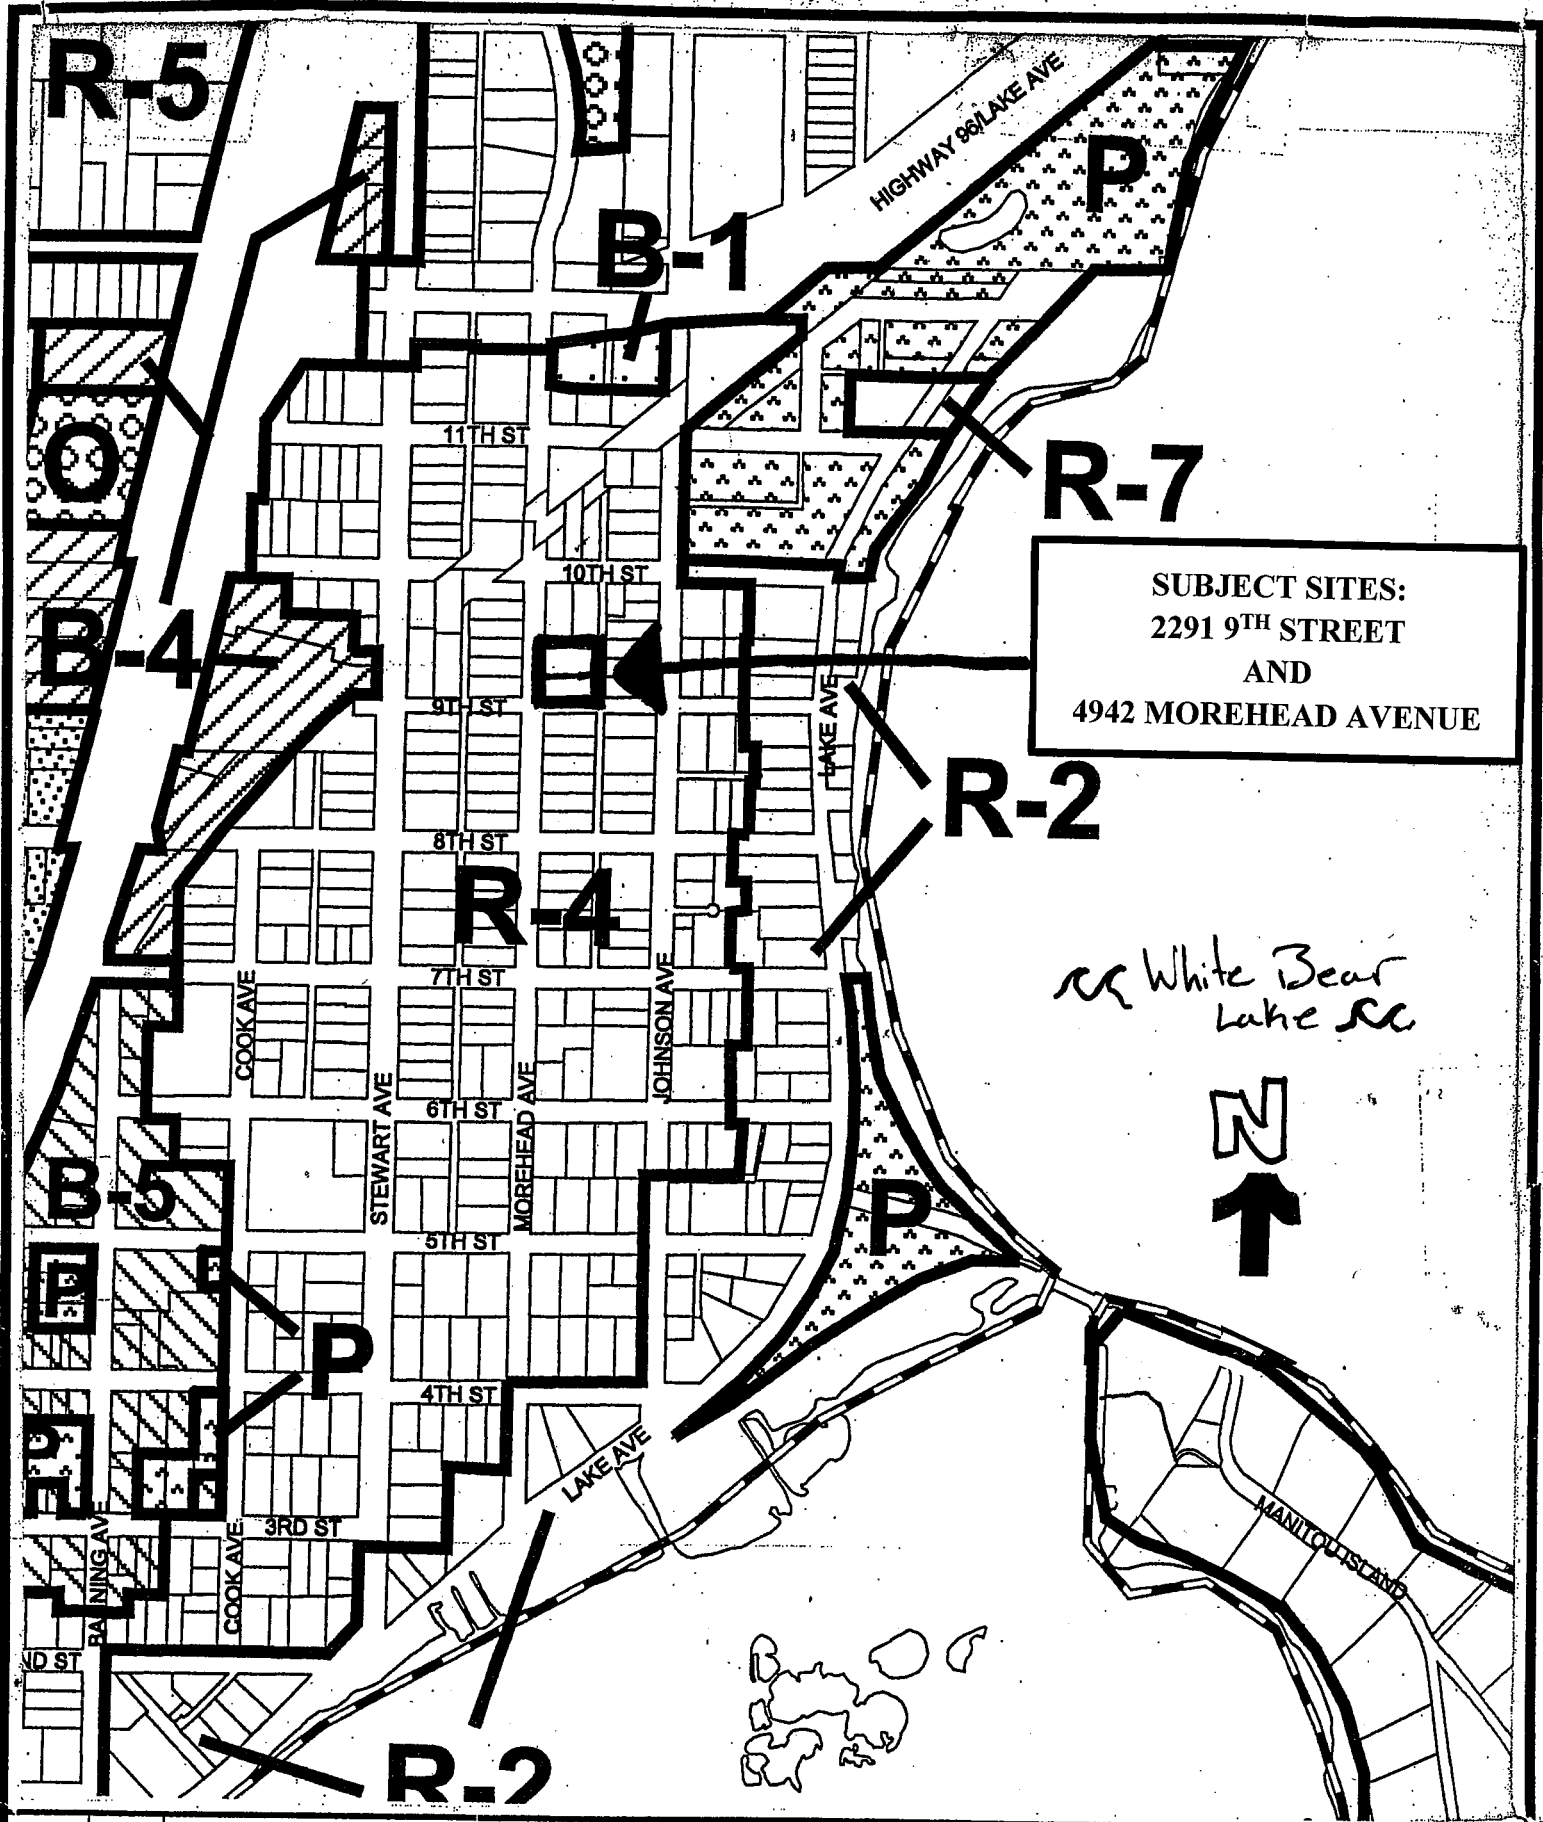 R-5
HIGHWAY 96/LAKE AVE
P
B-1
11TH ST
O
R-7
10TH ST
SUBJECT SITES:
2291 9TH STREET
AND
4942 MOREHEAD AVENUE
B-4
9TH ST
LAKE AVE
R-2
8TH ST
R-4
7TH ST
White Bear
Lake
COOK AVE
JOHNSON AVE
STEWART AVE
MOREHEAD AVE
6TH ST
N
B-5
P
5TH ST
P
P
4TH ST
P
LAKE AVE
MANITOU ISLAND
3RD ST
COOK AVE
ND ST
R-2